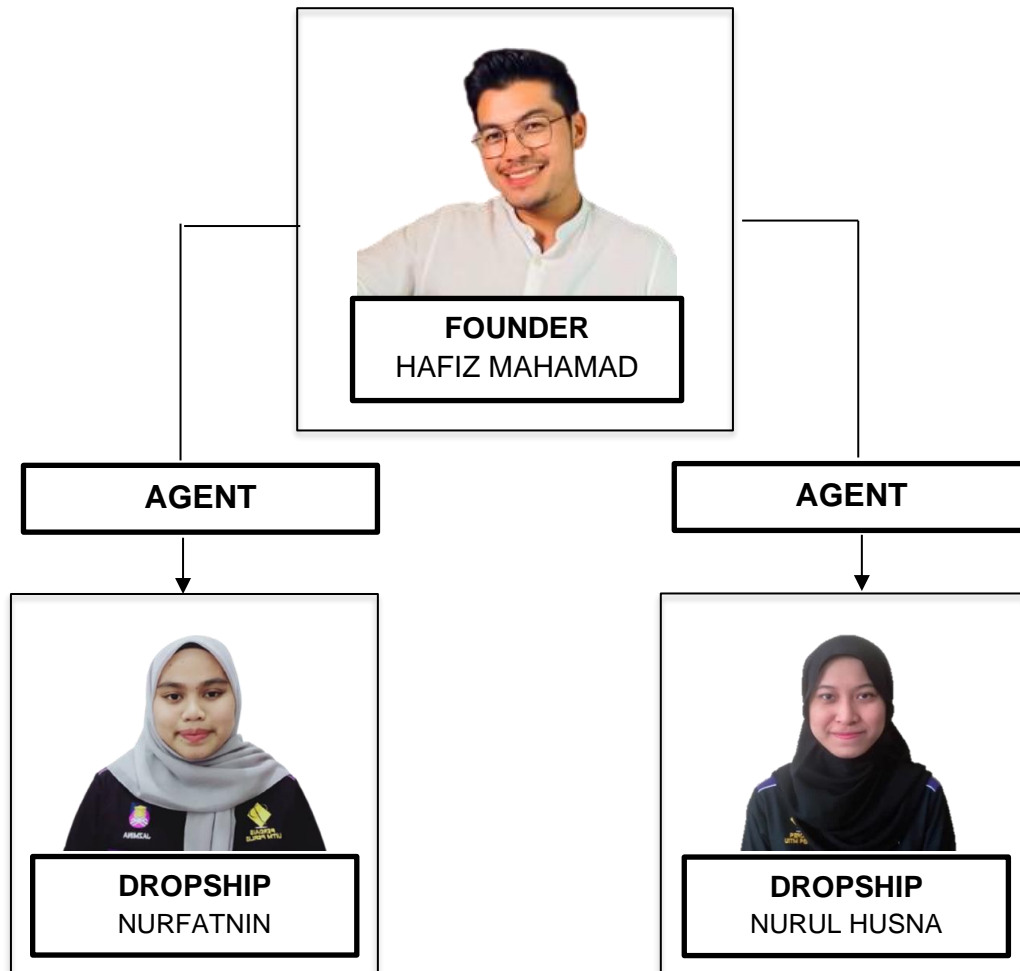 FOUNDER
HAFIZ MAHAMAD
AGENT
AGENT
DROPSHIP
NURFATNIN
DROPSHIP
NURUL HUSNA